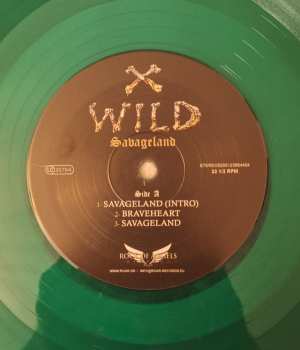 X
WILD
Savageland
33 1/3 RPM
Side A
1- SAVAGELAND (INTRO)
2- BRAVEHEART
3- SAVAGELAND